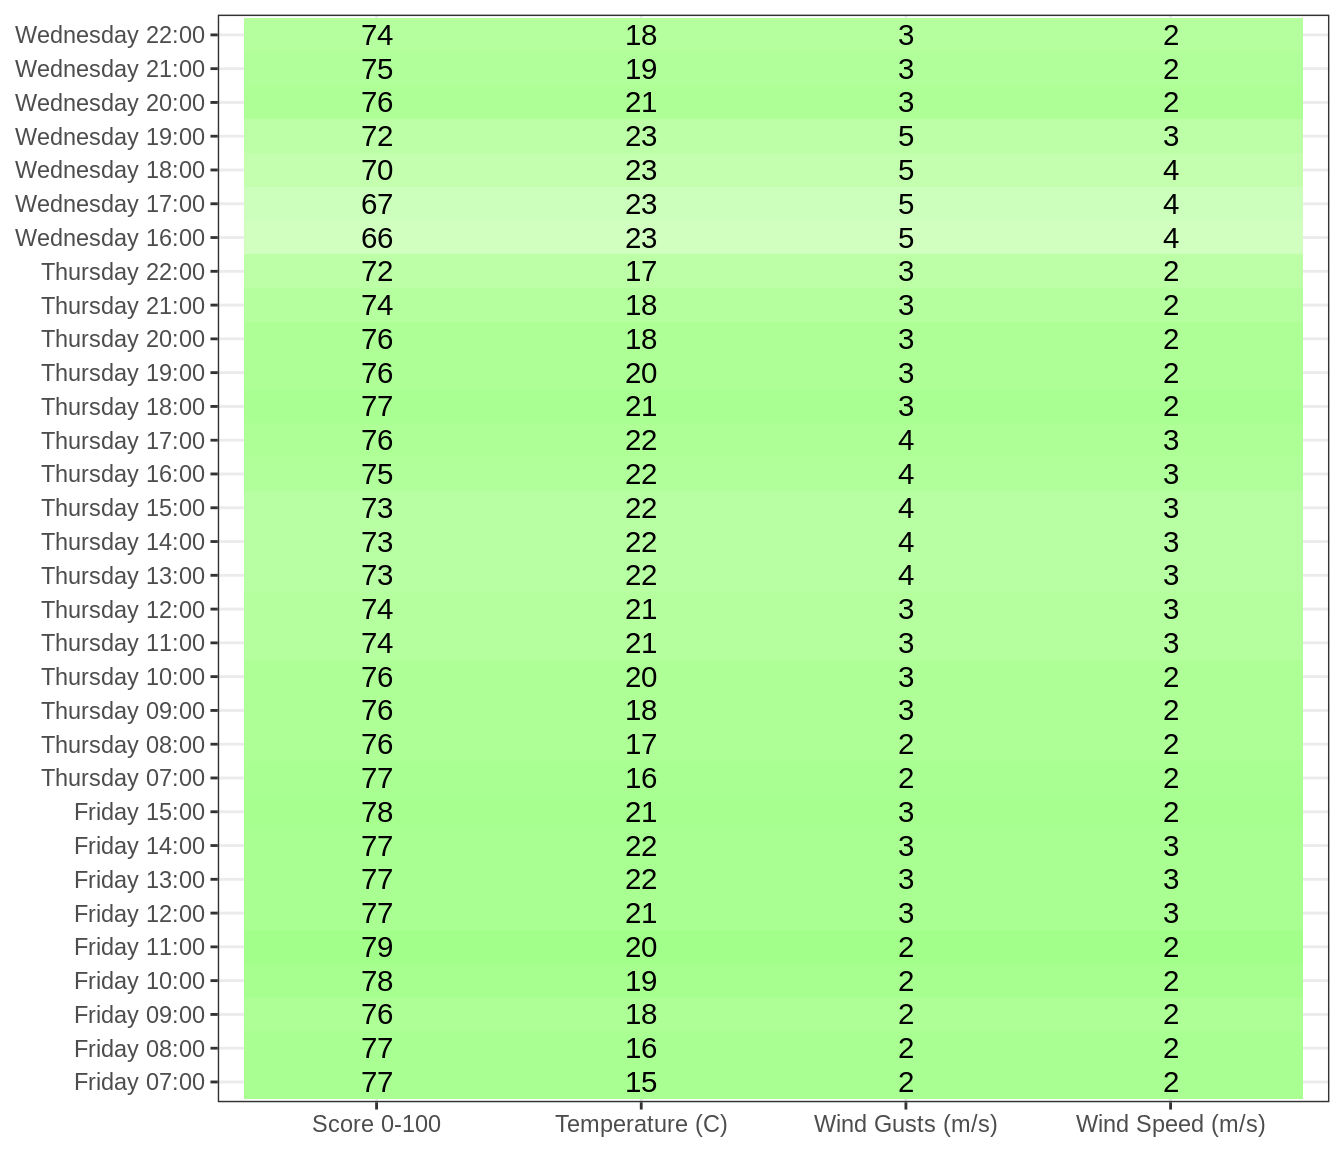 Wednesday 22:00 74 18 3 2
Wednesday 21:00 75 19 3 2
Wednesday 20:00 76 21 3 2
Wednesday 19:00 72 23 5 3
Wednesday 18:00 70 23 5 4
Wednesday 17:00 67 23 5 4
Wednesday 16:00 66 23 5 4
Thursday 22:00 72 17 3 2
Thursday 21:00 74 18 3 2
Thursday 20:00 76 18 3 2
Thursday 19:00 76 20 3 2
Thursday 18:00 77 21 3 2
Thursday 17:00 76 22 4 3
Thursday 16:00 75 22 4 3
Thursday 15:00 73 22 4 3
Thursday 14:00 73 22 4 3
Thursday 13:00 73 22 4 3
Thursday 12:00 74 21 3 3
Thursday 11:00 74 21 3 3
Thursday 10:00 76 20 3 2
Thursday 09:00 76 18 3 2
Thursday 08:00 76 17 2 2
Thursday 07:00 77 16 2 2
Friday 15:00 78 21 3 2
Friday 14:00 77 22 3 3
Friday 13:00 77 22 3 3
Friday 12:00 77 21 3 3
Friday 11:00 79 20 2 2
Friday 10:00 78 19 2 2
Friday 09:00 76 18 2 2
Friday 08:00 77 16 2 2
Friday 07:00 77 15 2 2
Score 0-100 Temperature (C) Wind Gusts (m/s) Wind Speed (m/s)